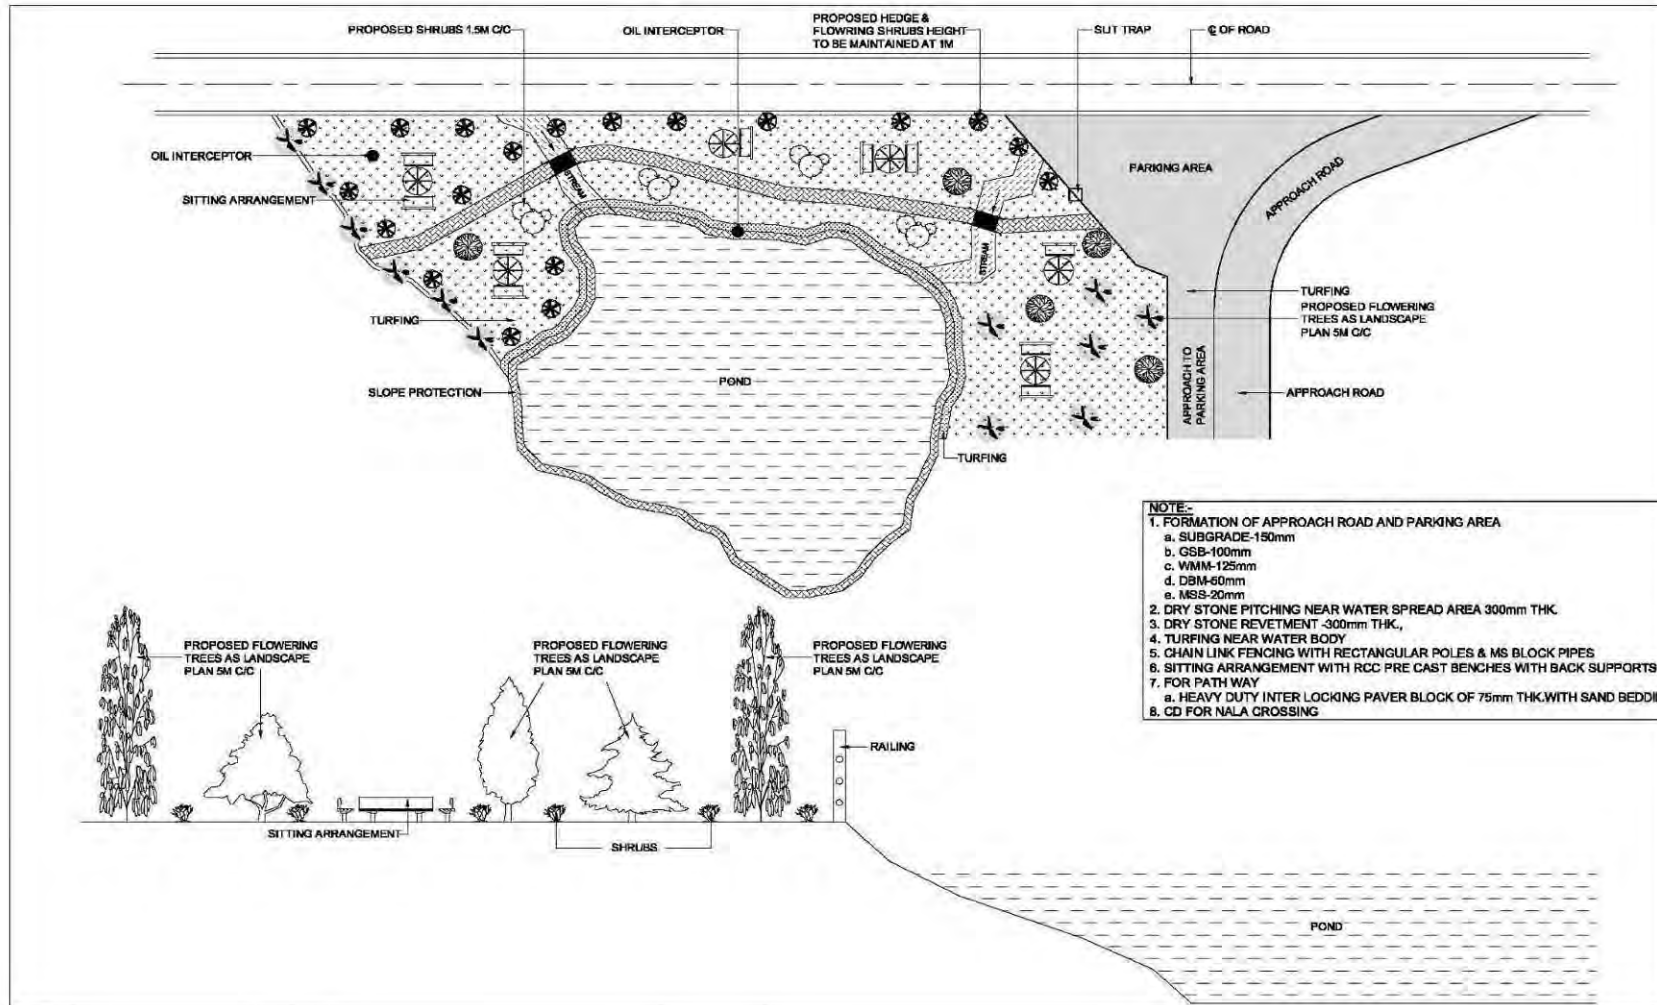 PROPOSED SHRUBS 1.5M C/C
OIL INTERCEPTOR
PROPOSED HEDGE &
FLOWRING SHRUBS HEIGHT
TO BE MAINTAINED AT 1M
SLIT TRAP
℄ OF ROAD
OIL INTERCEPTOR
SITTING ARRANGEMENT
STREAM
PARKING AREA
APPROACH ROAD
STREAM
TURFING
TURFING
PROPOSED FLOWERING
TREES AS LANDSCAPE
PLAN 5M C/C
APPROACH TO
PARKING AREA
SLOPE PROTECTION
POND
APPROACH ROAD
TURFING
NOTE:-
1. FORMATION OF APPROACH ROAD AND PARKING AREA
a. SUBGRADE-150mm
b. GSB-100mm
c. WMM-125mm
d. DBM-50mm
e. MSS-20mm
2. DRY STONE PITCHING NEAR WATER SPREAD AREA 300mm THK.
3. DRY STONE REVETMENT -300mm THK.,
4. TURFING NEAR WATER BODY
5. CHAIN LINK FENCING WITH RECTANGULAR POLES & MS BLOCK PIPES
6. SITTING ARRANGEMENT WITH RCC PRE CAST BENCHES WITH BACK SUPPORTS
7. FOR PATH WAY
a. HEAVY DUTY INTER LOCKING PAVER BLOCK OF 75mm THK.WITH SAND
8. CD FOR NALA CROSSING
PROPOSED FLOWERING
TREES AS LANDSCAPE
PLAN 5M C/C
PROPOSED FLOWERING
TREES AS LANDSCAPE
PLAN 5M C/C
PROPOSED FLOWERING
TREES AS LANDSCAPE
PLAN 5M C/C
RAILING
SITTING ARRANGEMENT
SHRUBS
POND